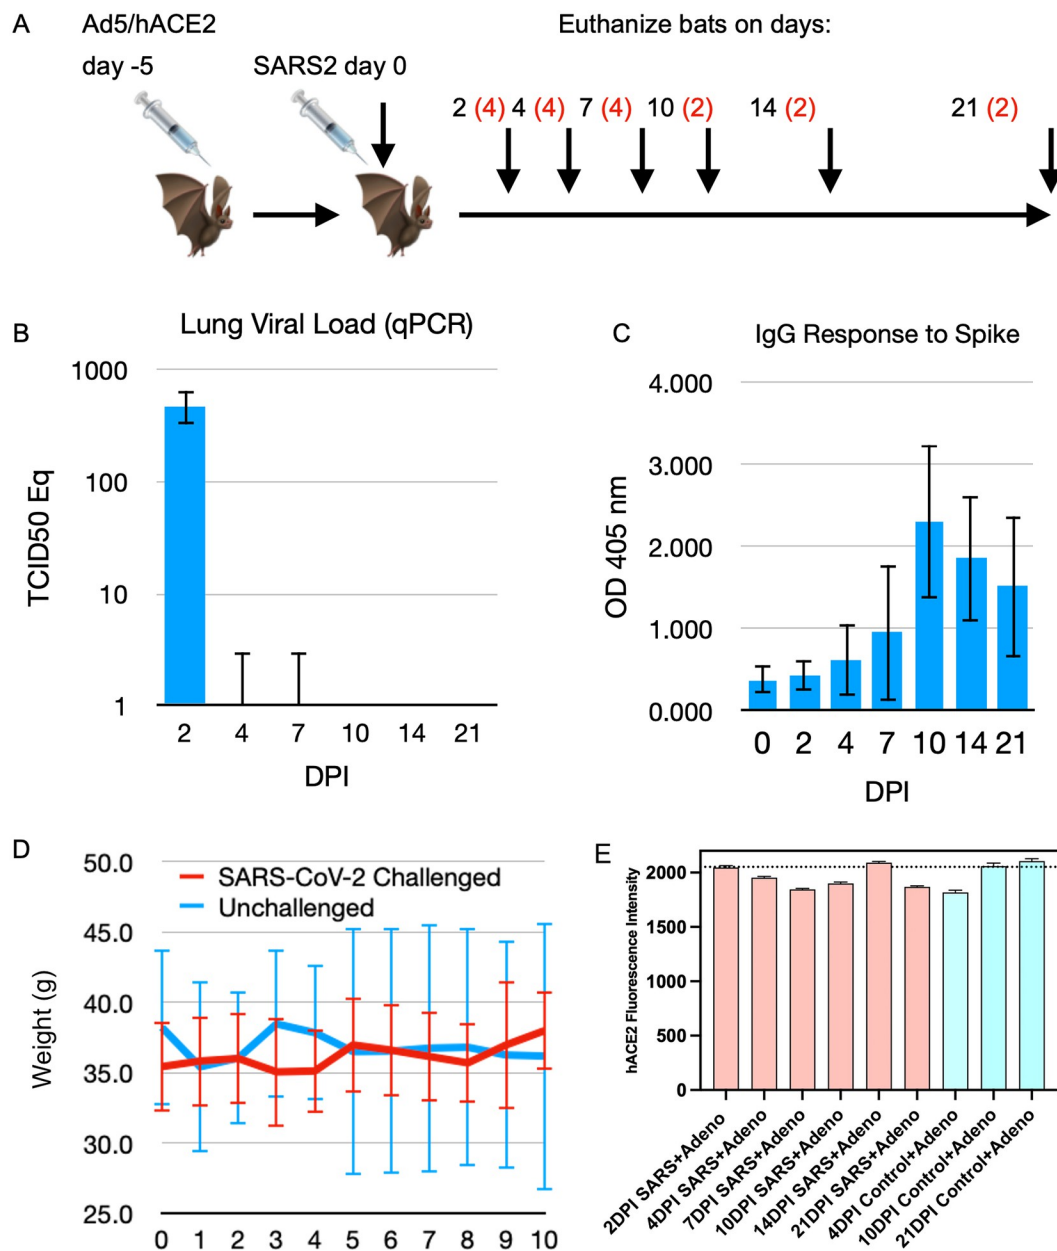 A
Ad5/hACE2
Euthanize bats on days:
day -5
SARS2 day 0
2 (4) 4 (4) 7 (4) 10 (2) 14 (2) 21 (2)
B
Lung Viral Load (qPCR)
1000
100
10
1
TCID50 Eq
2 4 7 10 14 21
DPI
C
IgG Response to Spike
4.000
3.000
2.000
1.000
0.000
OD 405 nm
0 2 4 7 10 14 21
DPI
D
50.0
45.0
40.0
35.0
30.0
25.0
Weight (g)
SARS-CoV-2 Challenged
Unchallenged
0 1 2 3 4 5 6 7 8 9 10
E
2000
1500
1000
500
0
hACE2 Fluorescence Intensity
2DPI SARS+Adeno
4DPI SARS+Adeno
7DPI SARS+Adeno
10DPI SARS+Adeno
14DPI SARS+Adeno
21DPI SARS+Adeno
4DPI Control+Adeno
10DPI Control+Adeno
21DPI Control+Adeno